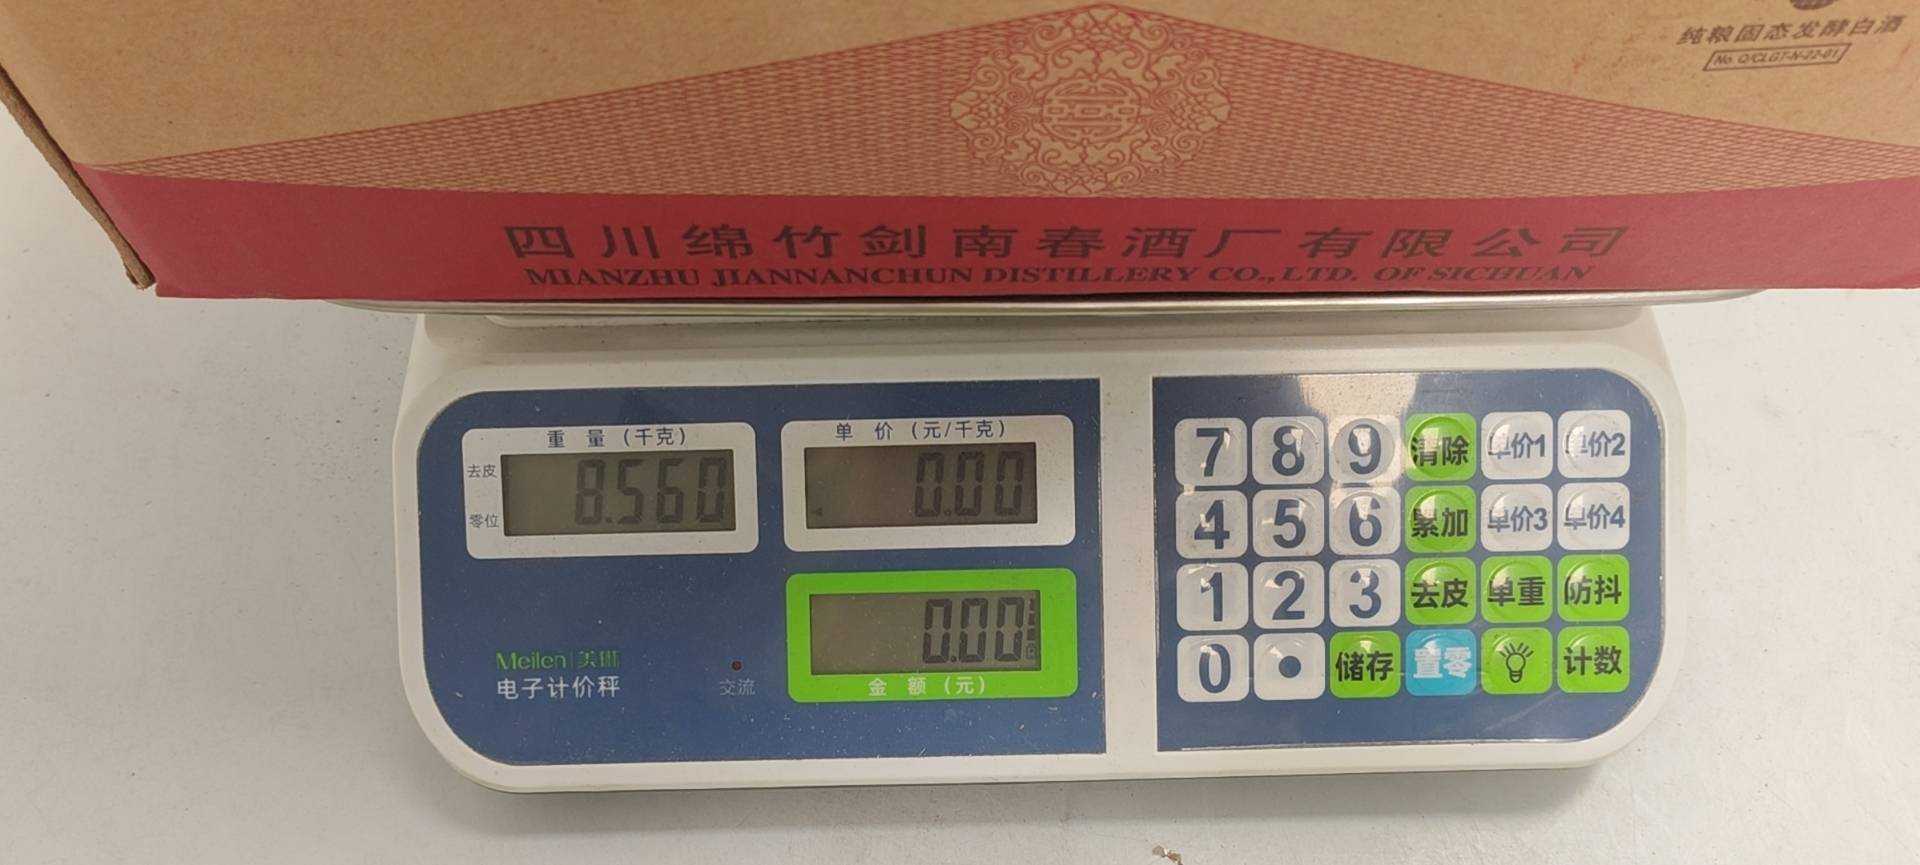 纯粮固态发酵白酒
No. Q/CLGT-N-22-01
四川绵竹剑南春酒厂有限公司
MIANZHU JIANNANCHUN DISTILLERY CO.,LTD. OF SICHUAN
重量(千克)
单价(元/千克)
去皮
零位
8.560
0.00
0.00
金额(元)
Meilen|美琳
电子计价秤
交流
7 8 9 清除 单价1 单价2
4 5 6 累加 单价3 单价4
1 2 3 去皮 单重 防抖
0 . 储存 置零 计数